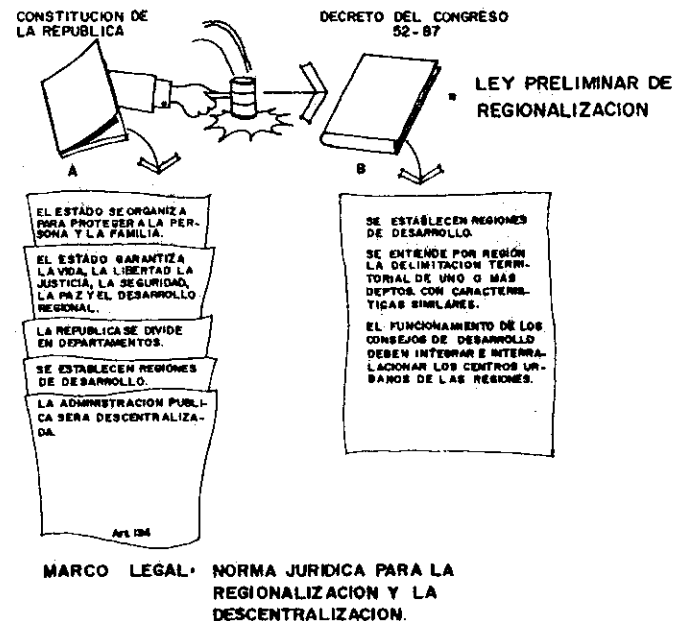 CONSTITUCION DE
LA REPUBLICA
DECRETO DEL CONGRESO
52-87
= LEY PRELIMINAR DE
REGIONALIZACION
A
B
EL ESTADO SE ORGANIZA
PARA PROTEGER A LA PER-
SONA Y LA FAMILIA.
EL ESTADO GARANTIZA
LA VIDA, LA LIBERTAD LA
JUSTICIA, LA SEGURIDAD,
LA PAZ Y EL DESARROLLO
REGIONAL.
LA REPUBLICA SE DIVIDE
EN DEPARTAMENTOS.
SE ESTABLECEN REGIONES
DE DESARROLLO.
LA ADMINISTRACION PUBLI-
CA SERA DESCENTRALIZA-
DA.
Art. 134
SE ESTABLECEN REGIONES
DE DESARROLLO.
SE ENTIENDE POR REGIÓN
LA DELIMITACION TERRI-
TORIAL DE UNO O MÁS
DEPTOS. CON CARACTERIS-
TICAS SIMILARES.
EL FUNCIONAMIENTO DE LOS
CONSEJOS DE DESARROLLO
DEBEN INTEGRAR E INTERRE-
LACIONAR LOS CENTROS UR-
BANOS DE LAS REGIONES.
MARCO LEGAL: NORMA JURIDICA PARA LA
REGIONALIZACION Y LA
DESCENTRALIZACION.